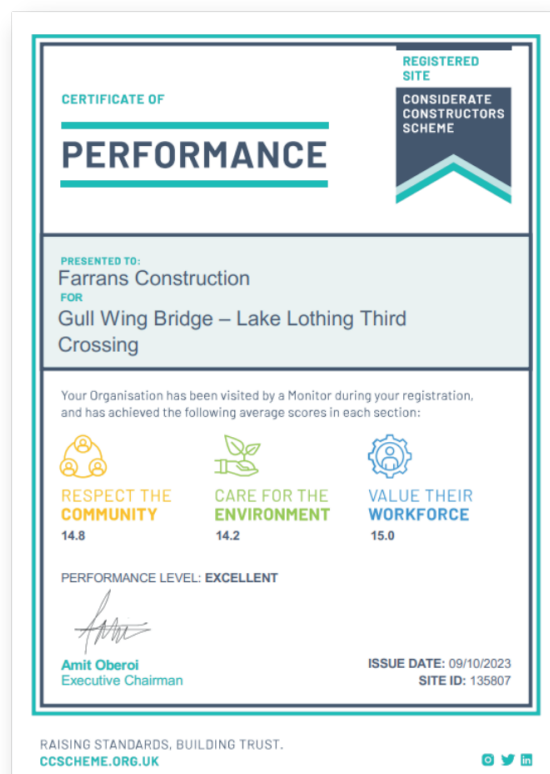 REGISTERED
SITE
CONSIDERATE
CONSTRUCTORS
SCHEME
CERTIFICATE OF
PERFORMANCE
PRESENTED TO:
Farrans Construction
FOR
Gull Wing Bridge – Lake Lothing Third
Crossing
Your Organisation has been visited by a Monitor during your registration,
and has achieved the following average scores in each section:
RESPECT THE
COMMUNITY
14.8
CARE FOR THE
ENVIRONMENT
14.2
VALUE THEIR
WORKFORCE
15.0
PERFORMANCE LEVEL: EXCELLENT
Amit Oberoi
Executive Chairman
ISSUE DATE: 09/10/2023
SITE ID: 135807
RAISING STANDARDS, BUILDING TRUST.
CCSCHEME.ORG.UK